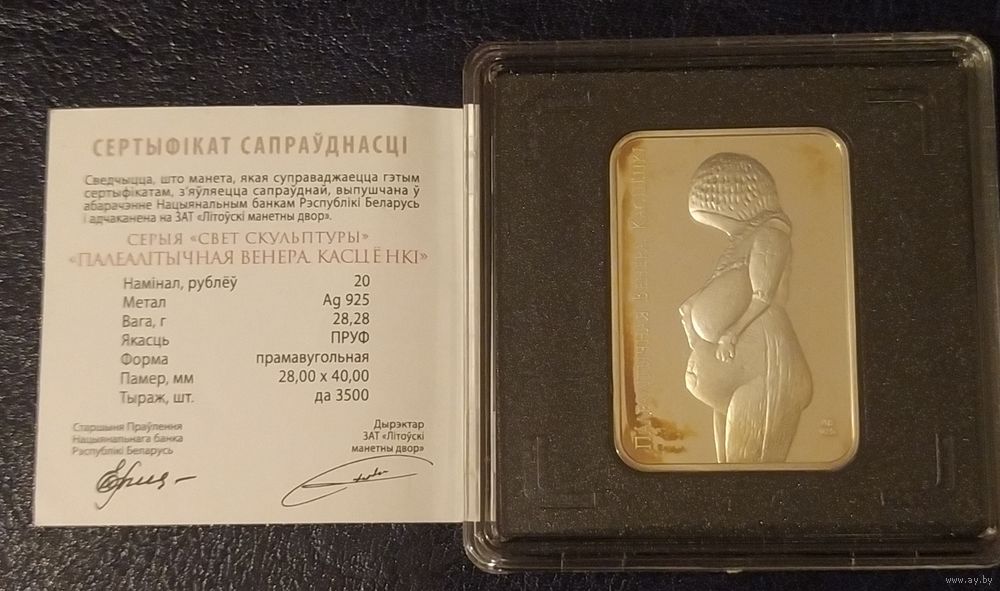 СЕРТЫФІКАТ САПРАЎДНАСЦІ
Сведчыцца, што манета, якая суправаджаецца гэтым
сертыфікатам, з'яўляецца сапраўднай, выпушчана ў
абарачэнне Нацыянальным банкам Рэспублікі Беларусь
і адчаканена на ЗАТ «Літоўскі манетны двор».
СЕРЫЯ «СВЕТ СКУЛЬПТУРЫ»
«ПАЛЕАЛІТЫЧНАЯ ВЕНЕРА. КАСЦЁНКІ»
Намінал, рублёў 20
Метал Ag 925
Вага, г 28,28
Якасць ПРУФ
Форма прамавугольная
Памер, мм 28,00 x 40,00
Тыраж, шт. да 3500
Старшыня Праўлення
Нацыянальнага банка
Рэспублікі Беларусь
Дырэктар
ЗАТ «Літоўскі
манетны двор»
ВЕНЕРА КАСЦЁНКІ
www.ay.by